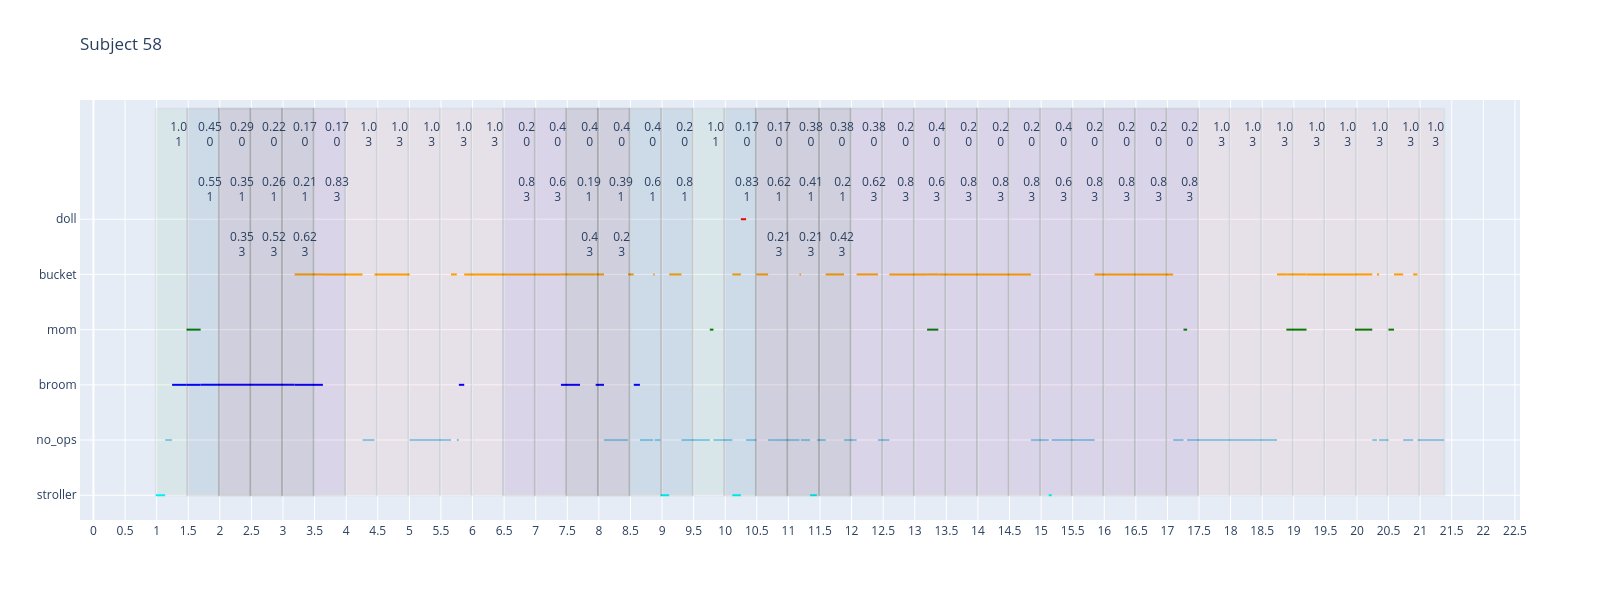 Subject 58
1.0 0.45 0.29 0.22 0.17 0.17 1.0 1.0 1.0 1.0 1.0 0.2 0.4 0.4 0.4 0.4 0.2 1.0 0.17 0.17 0.38 0.38 0.38 0.2 0.4 0.2 0.2 0.2 0.4 0.2 0.2 0.2 0.2 1.0 1.0 1.0 1.0 1.0 1.0 1.0 1.0
1 0 0 0 0 0 3 3 3 3 3 0 0 0 0 0 0 1 0 0 0 0 0 0 0 0 0 0 0 0 0 0 0 3 3 3 3 3 3 3 3
0.55 0.35 0.26 0.21 0.83 0.8 0.6 0.19 0.39 0.6 0.8 0.83 0.62 0.41 0.2 0.62 0.8 0.6 0.8 0.8 0.8 0.6 0.8 0.8 0.8 0.8
1 1 1 1 3 3 3 1 1 1 1 1 1 1 1 3 3 3 3 3 3 3 3 3 3 3
doll
0.35 0.52 0.62 0.4 0.2 0.21 0.21 0.42
3 3 3 3 3 3 3 3
bucket
mom
broom
no_ops
stroller
0 0.5 1 1.5 2 2.5 3 3.5 4 4.5 5 5.5 6 6.5 7 7.5 8 8.5 9 9.5 10 10.5 11 11.5 12 12.5 13 13.5 14 14.5 15 15.5 16 16.5 17 17.5 18 18.5 19 19.5 20 20.5 21 21.5 22 22.5